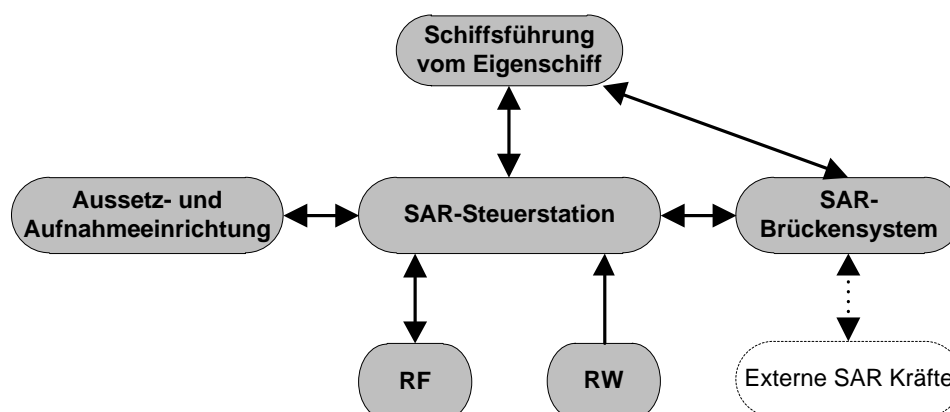 Schiffsführung
vom Eigenschiff
Aussetz- und
Aufnahmeeinrichtung
SAR-Steuerstation
SAR-
Brückensystem
RF
RW
Externe SAR Kräfte